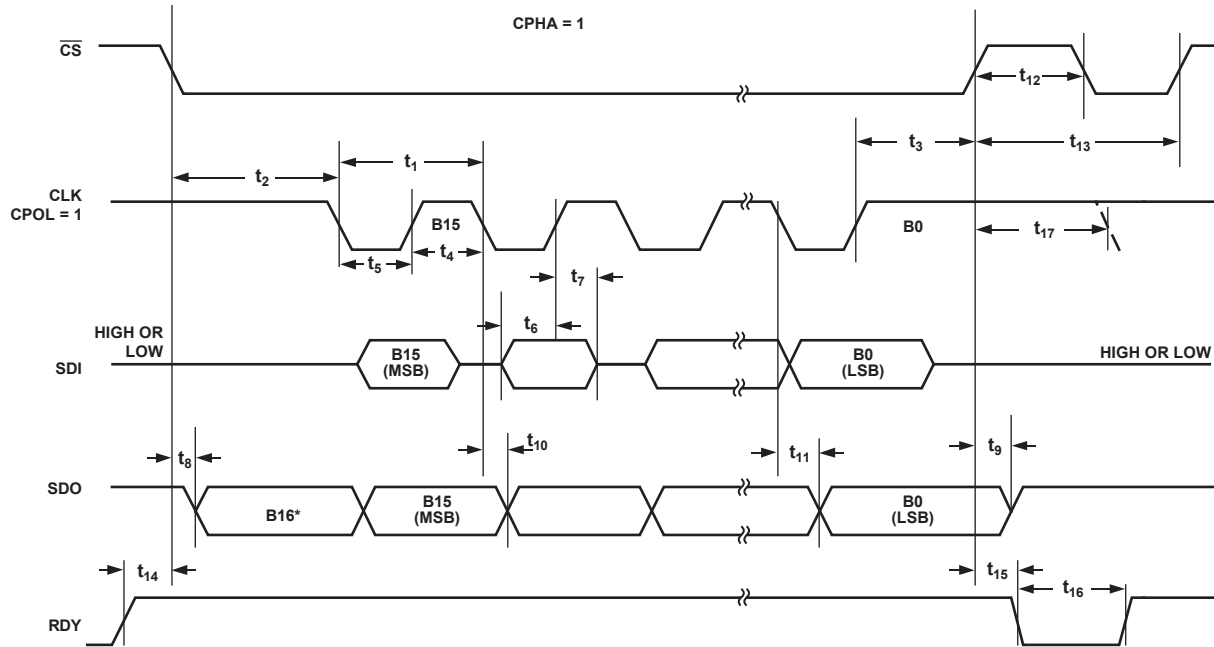 CPHA = 1
CS
t12
t3
t13
t1
t2
CLK
CPOL = 1
B15
B0
t17
t5
t4
t7
t6
HIGH OR
LOW
SDI
B15
(MSB)
B0
(LSB)
HIGH OR LOW
t8
t10
t11
t9
SDO
B16*
B15
(MSB)
B0
(LSB)
t14
t15
t16
RDY